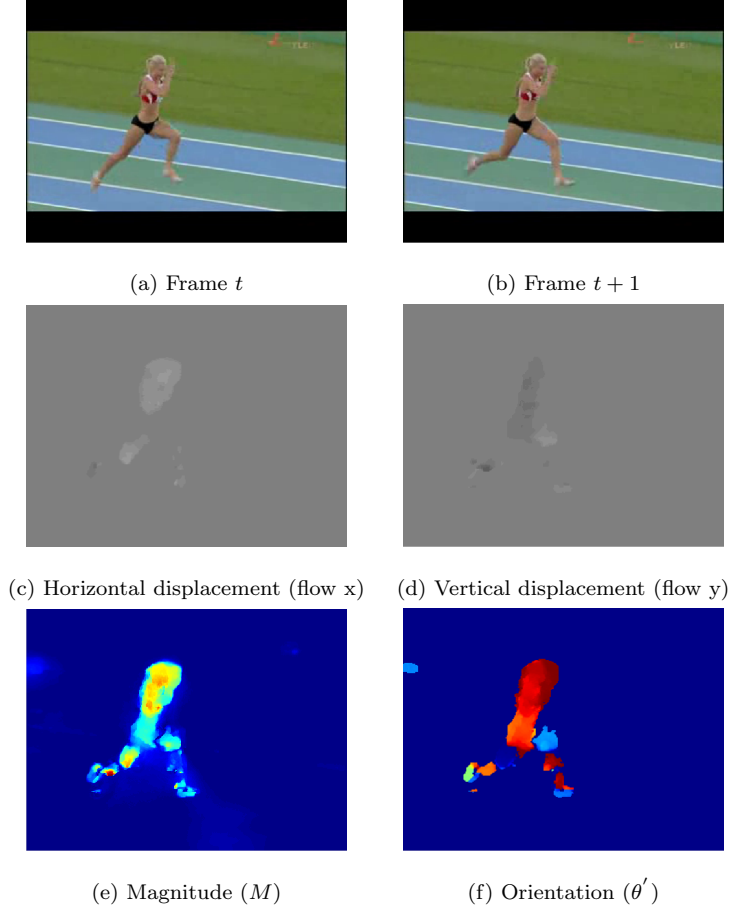 (a) Frame t
(b) Frame t + 1
(c) Horizontal displacement (flow x)
(d) Vertical displacement (flow y)
(e) Magnitude (M)
(f) Orientation (θ′)